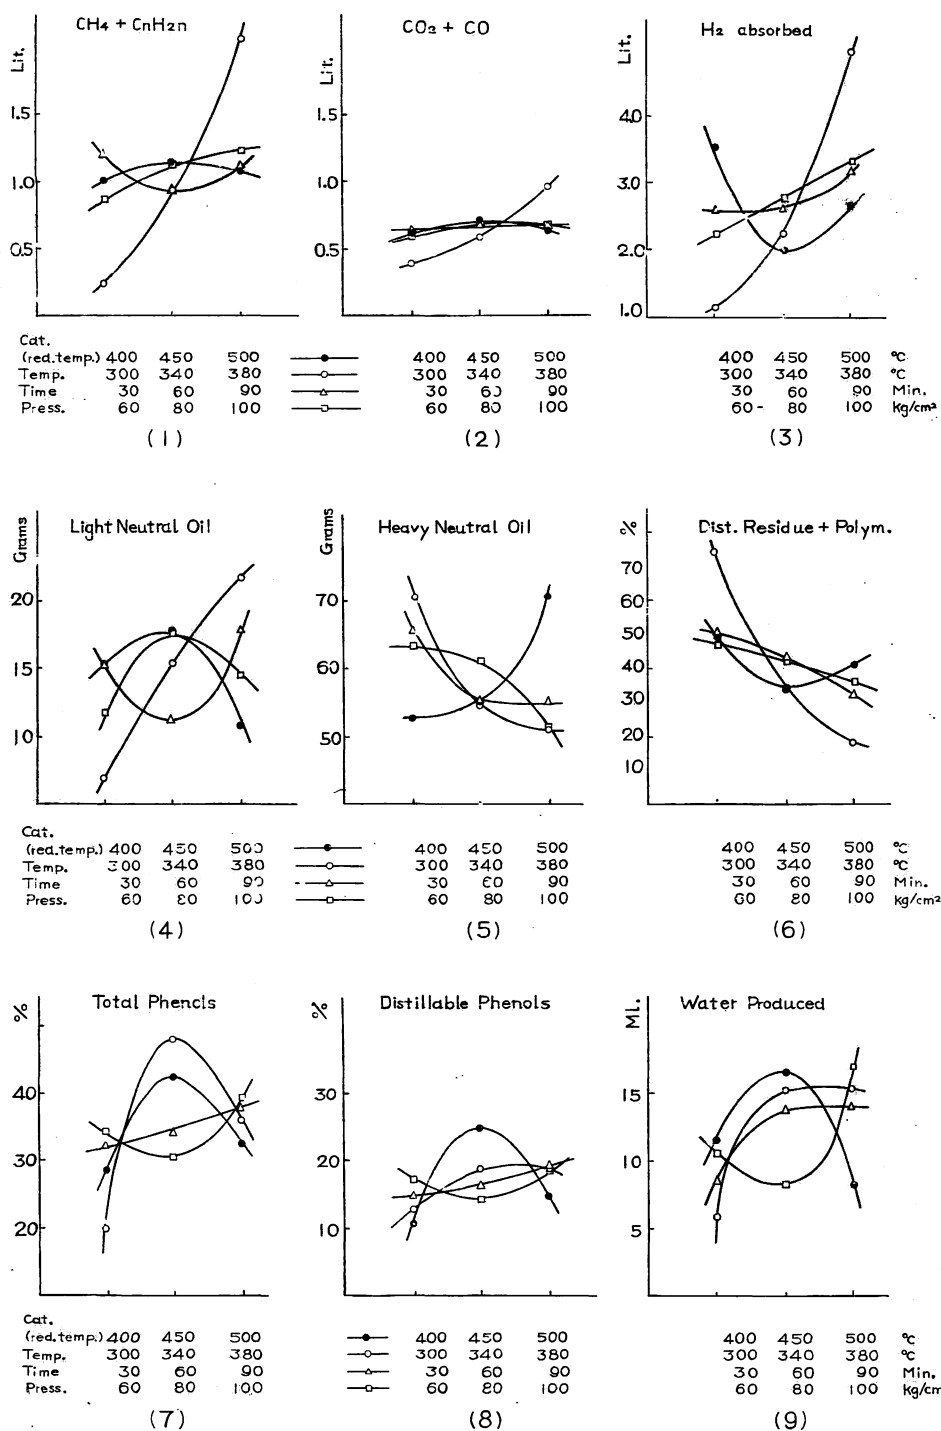 CH4 + CnH2n
Lit.
1.5
1.0
0.5
CO2 + CO
Lit.
1.5
1.0
0.5
H2 absorbed
Lit.
4.0
3.0
2.0
1.0
Cat.
(red.temp.) 400 450 500 400 450 500 400 450 500 °C
Temp. 300 340 380 300 340 380 300 340 380 °C
Time 30 60 90 30 60 90 30 60 90 Min.
Press. 60 80 100 60 80 100 60 - 80 100 kg/cm2
(1) (2) (3)
Light Neutral Oil
Grams
20
15
10
Heavy Neutral Oil
Grams
70
60
50
Dist. Residue + Polym.
%
70
60
50
40
30
20
10
Cat.
(red.temp.) 400 450 500 400 450 500 400 450 500 °C
Temp. 300 340 380 300 340 380 300 340 380 °C
Time 30 60 90 30 60 90 30 60 90 Min.
Press. 60 80 100 60 80 100 60 80 100 kg/cm2
(4) (5) (6)
Total Phenols
%
40
30
20
Distillable Phenols
%
30
20
10
Water Produced
Ml.
15
10
5
Cat.
(red.temp.) 400 450 500 400 450 500 400 450 500 °C
Temp. 300 340 380 300 340 380 300 340 380 °C
Time 30 60 90 30 60 90 30 60 90 Min.
Press. 60 80 100 60 80 100 60 80 100 kg/cm
(7) (8) (9)